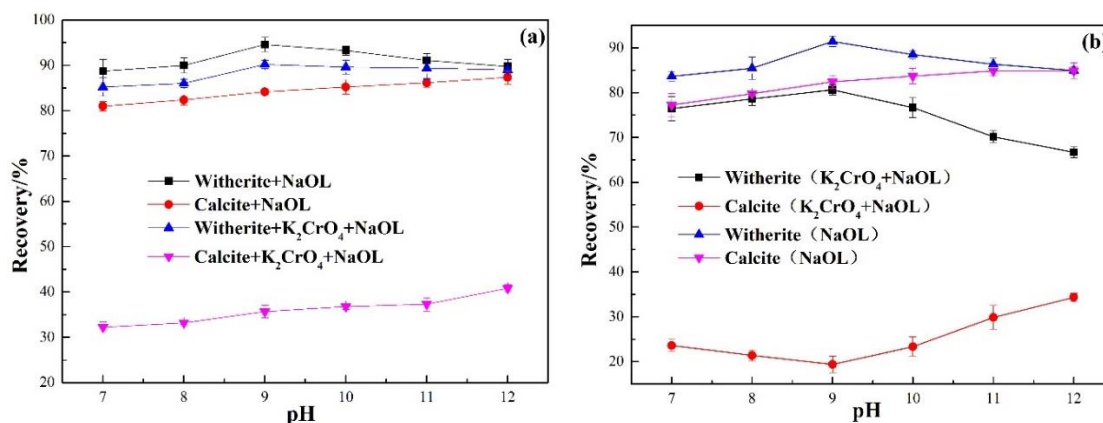 (a)
100
90
80
70
60
50
40
30
20
Recovery/%
Witherite+NaOL
Calcite+NaOL
Witherite+K₂CrO₄+NaOL
Calcite+K₂CrO₄+NaOL
7 8 9 10 11 12
pH
(b)
90
80
70
60
50
40
30
20
Recovery/%
Witherite（K₂CrO₄+NaOL）
Calcite（K₂CrO₄+NaOL）
Witherite（NaOL）
Calcite（NaOL）
7 8 9 10 11 12
pH